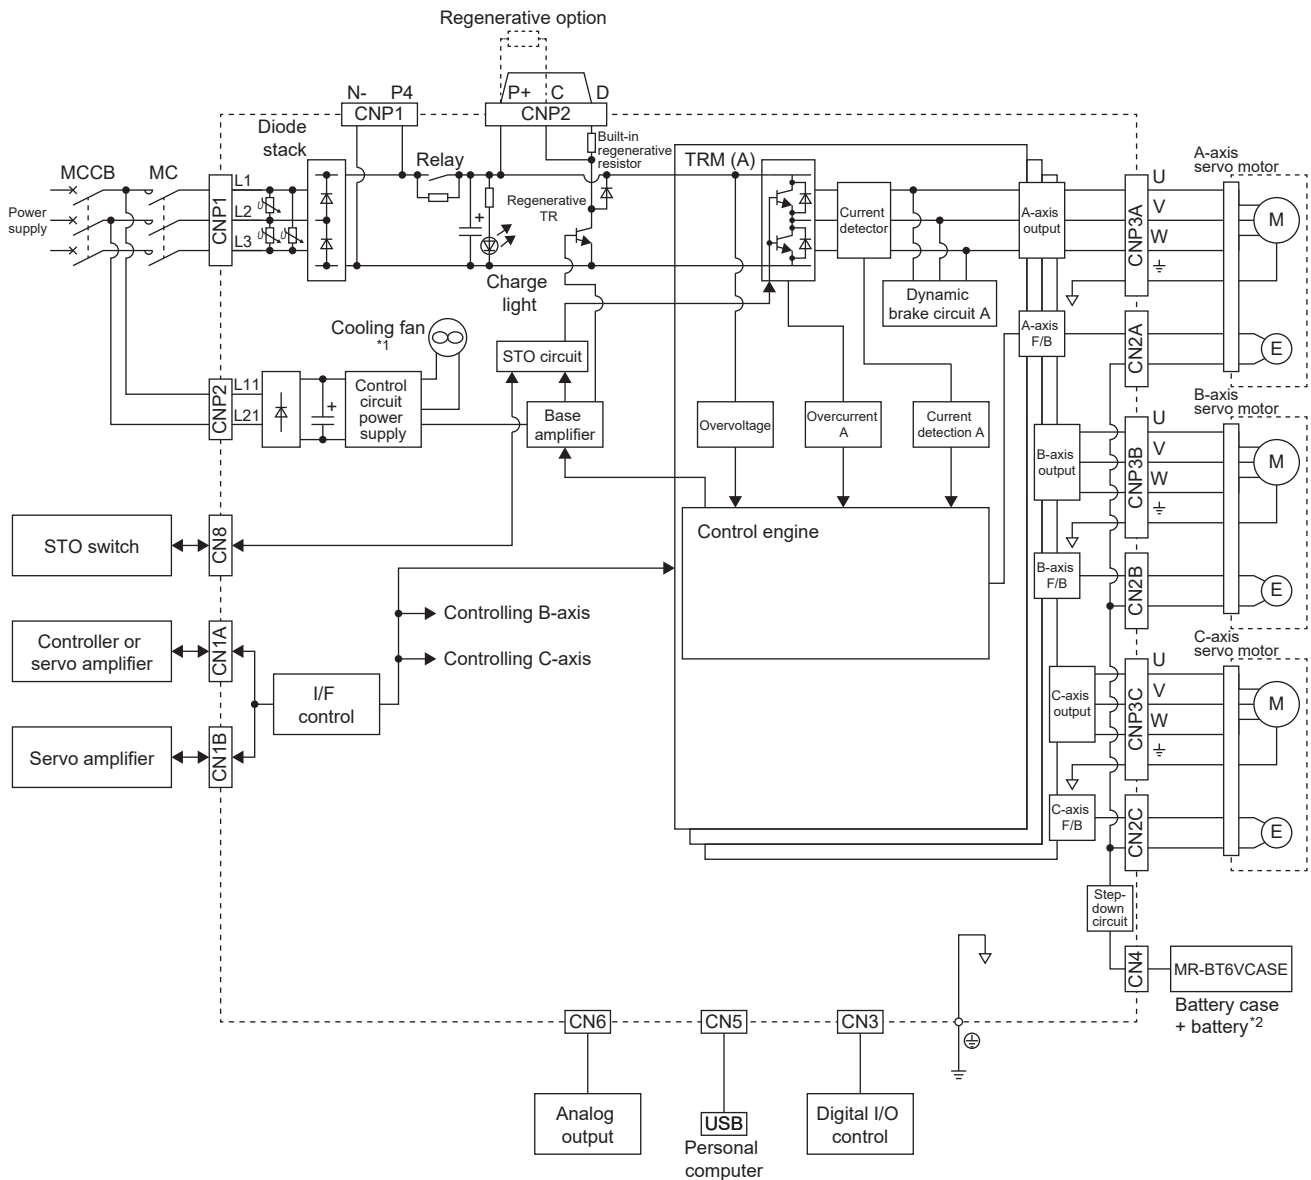 Regenerative option
N- P4
P+ C D
CNP1
CNP2
Diode
stack
Relay
Built-in
regenerative
resistor
TRM (A)
A-axis
servo motor
MCCB MC
Power
supply
CNP1
L1
L2
L3
Regenerative
TR
+
Charge
light
Current
detector
A-axis
output
CNP3A
U
V
W
M
Dynamic
brake circuit A
Cooling fan
*1
STO circuit
A-axis
F/B
CN2A
E
CNP2
L11
L21
+
Control
circuit
power
supply
Base
amplifier
Overvoltage
Overcurrent
A
Current
detection A
B-axis
servo motor
B-axis
output
CNP3B
U
V
W
M
STO switch
CN8
Control engine
B-axis
F/B
CN2B
E
Controlling B-axis
Controller or
servo amplifier
CN1A
Controlling C-axis
C-axis
servo motor
I/F
control
C-axis
output
CNP3C
U
V
W
M
Servo amplifier
CN1B
C-axis
F/B
CN2C
E
Step-
down
circuit
CN4
MR-BT6VCASE
Battery case
+ battery*2
CN6
CN5
CN3
Analog
output
USB
Personal
computer
Digital I/O
control